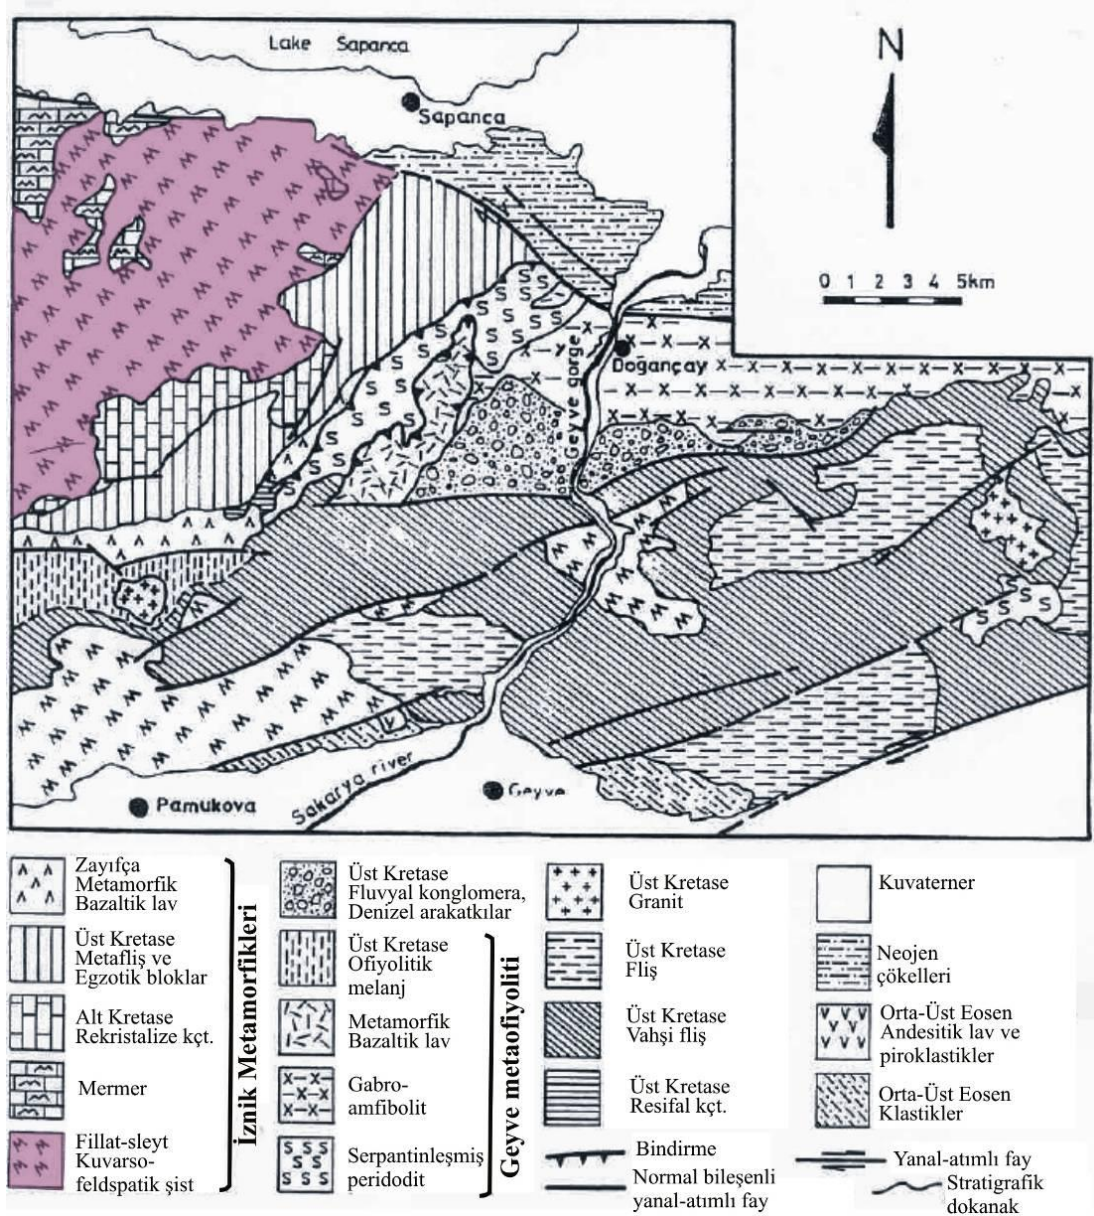 Lake Sapanca
Sapanca
N
0 1 2 3 4 5km
Geyve gorge
Doğançay
Sakarya river
Pamukova
Geyve
Zayıfça
Metamorfik
Bazaltik lav
Üst Kretase
Metafliş ve
Egzotik bloklar
Alt Kretase
Rekristalize kçt.
Mermer
Fillat-sleyt
Kuvarso-
feldspatik şist
İznik Metamorfikleri
Üst Kretase
Fluvyal konglomera,
Denizel arakatkılar
Üst Kretase
Ofiyolitik
melanj
Metamorfik
Bazaltik lav
Gabro-
amfibolit
Serpantinleşmiş
peridodit
Geyve metaofiyoliti
Üst Kretase
Granit
Üst Kretase
Fliş
Üst Kretase
Vahşi fliş
Üst Kretase
Resifal kçt.
Bindirme
Normal bileşenli
yanal-atımlı fay
Kuvaterner
Neojen
çökelleri
Orta-Üst Eosen
Andesitik lav ve
piroklastikler
Orta-Üst Eosen
Klastikler
Yanal-atımlı fay
Stratigrafik
dokanak